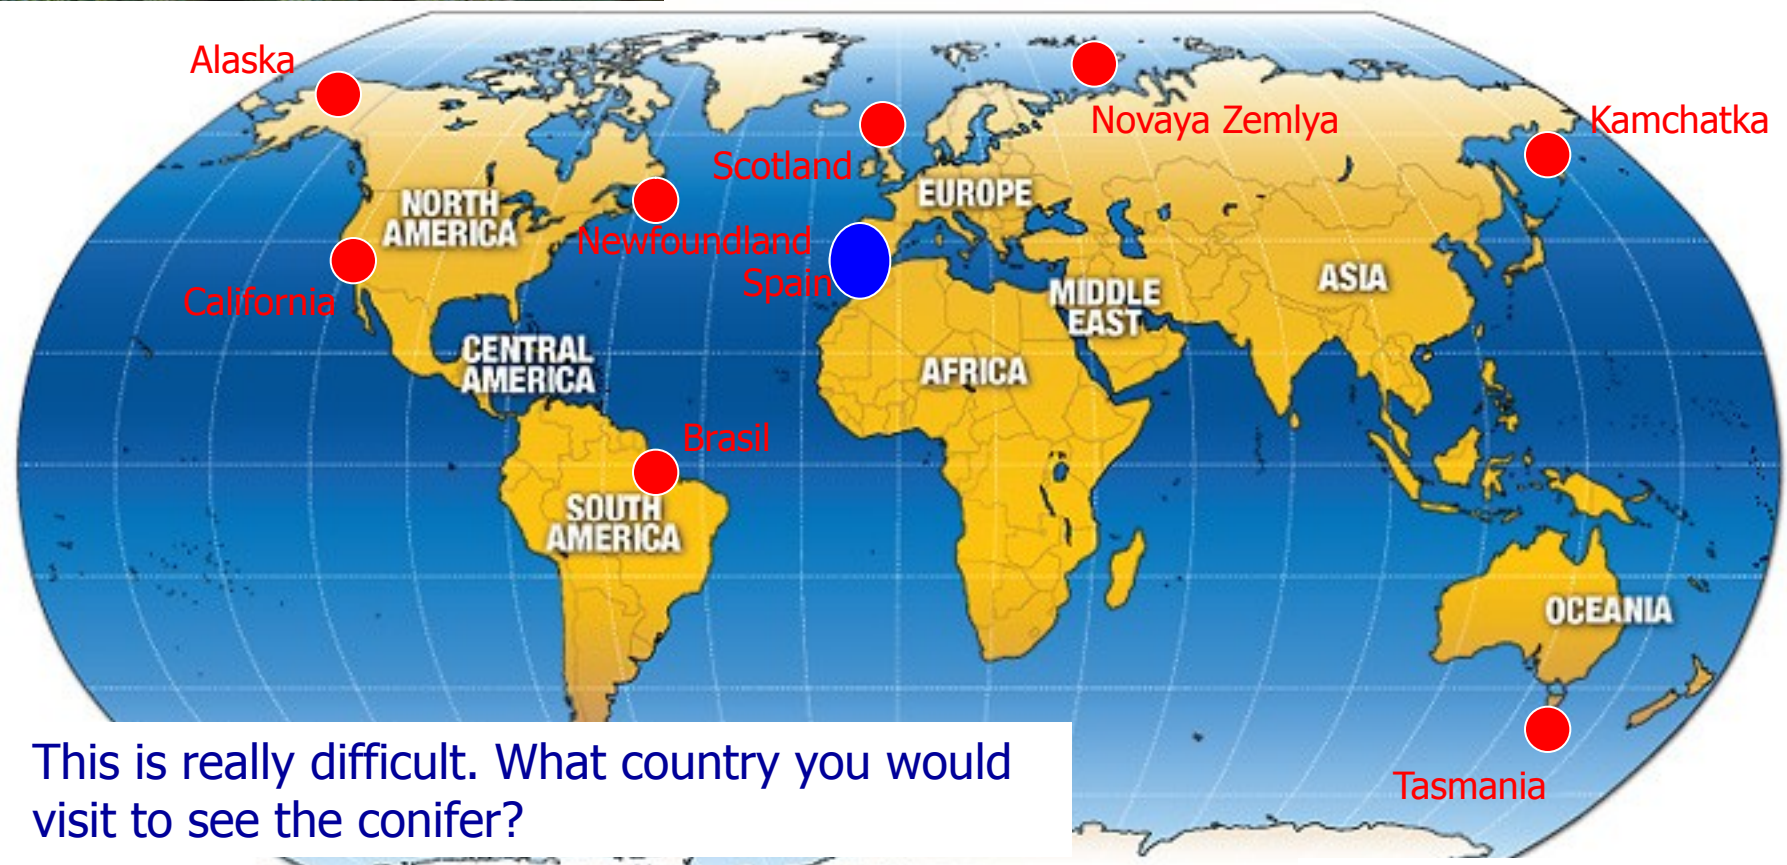 Alaska
Novaya Zemlya
Kamchatka
Scotland
EUROPE
NORTH
AMERICA
Newfoundland
Spain
ASIA
California
MIDDLE
EAST
CENTRAL
AMERICA
AFRICA
Brasil
SOUTH
AMERICA
OCEANIA
Tasmania
This is really difficult. What country you would
visit to see the conifer?